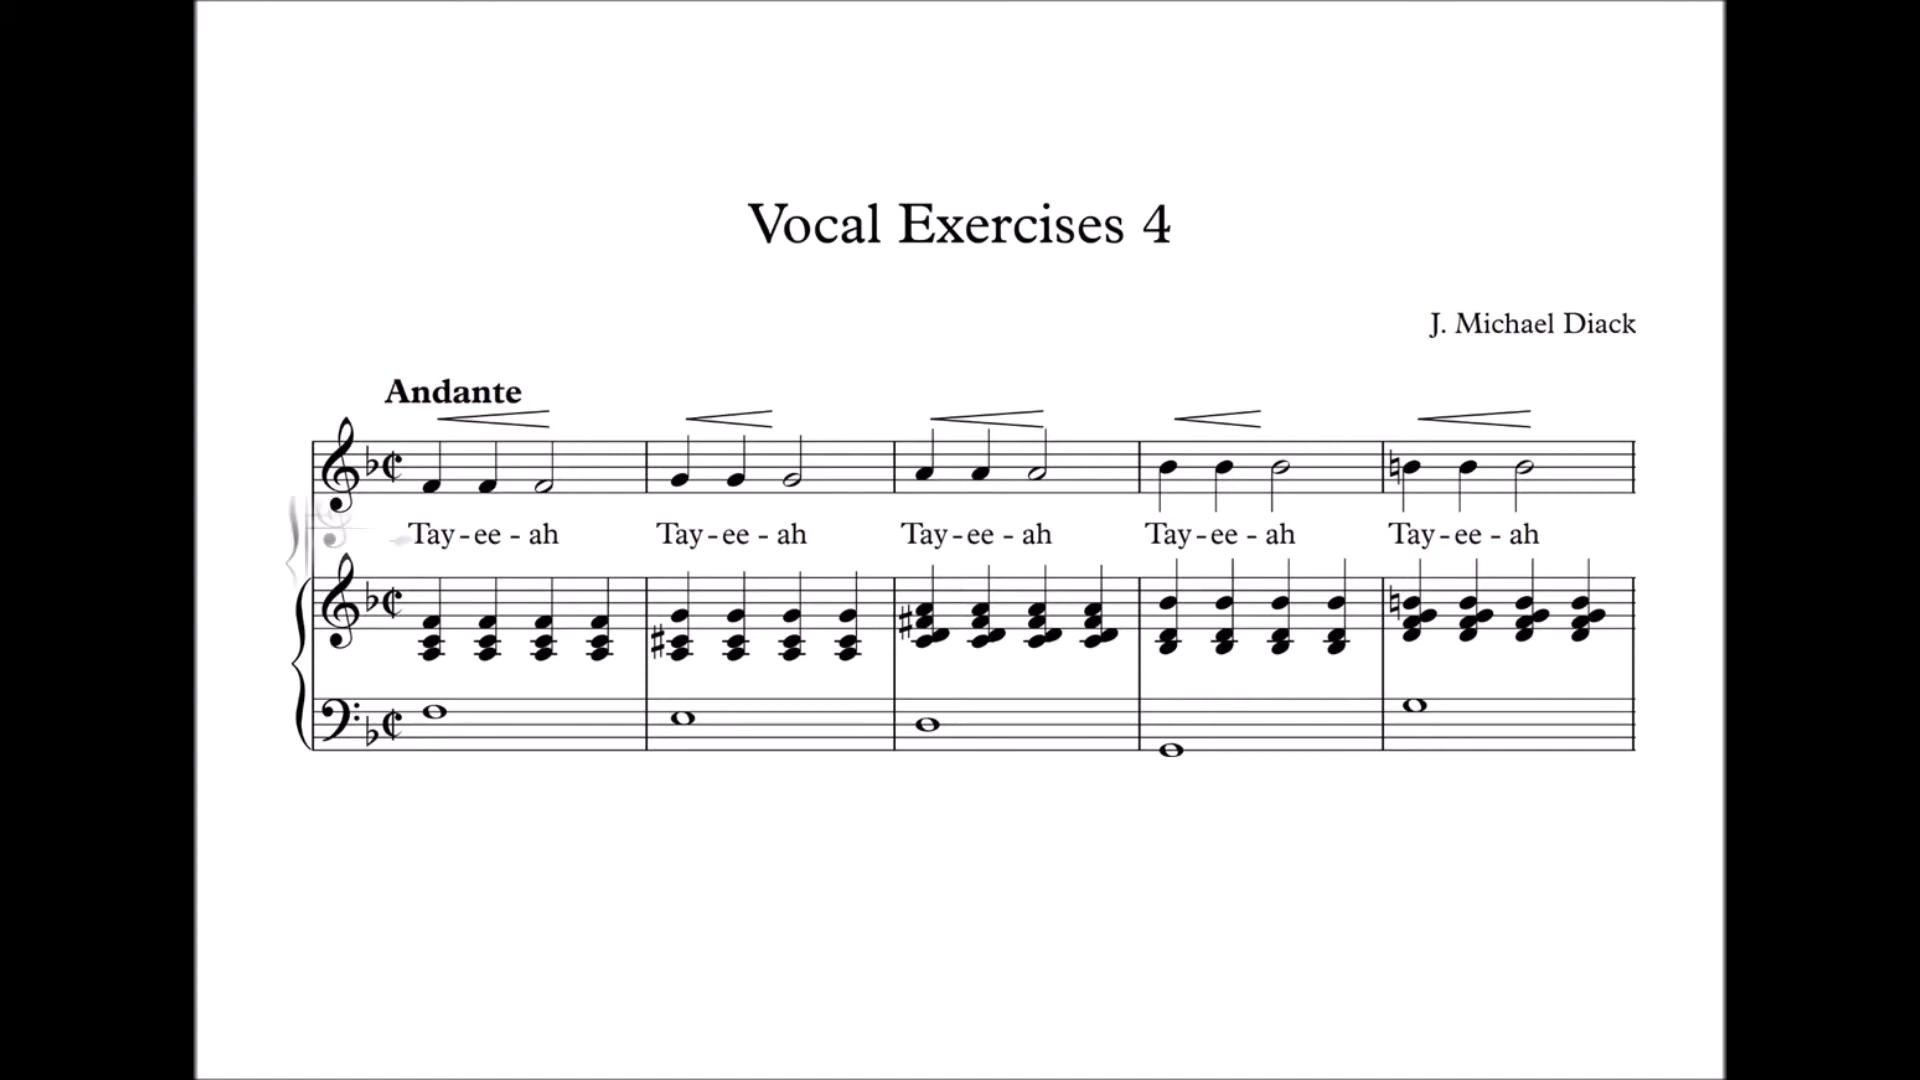 Vocal Exercises 4
J. Michael Diack
Andante
Tay - ee - ah Tay - ee - ah Tay - ee - ah Tay - ee - ah Tay - ee - ah